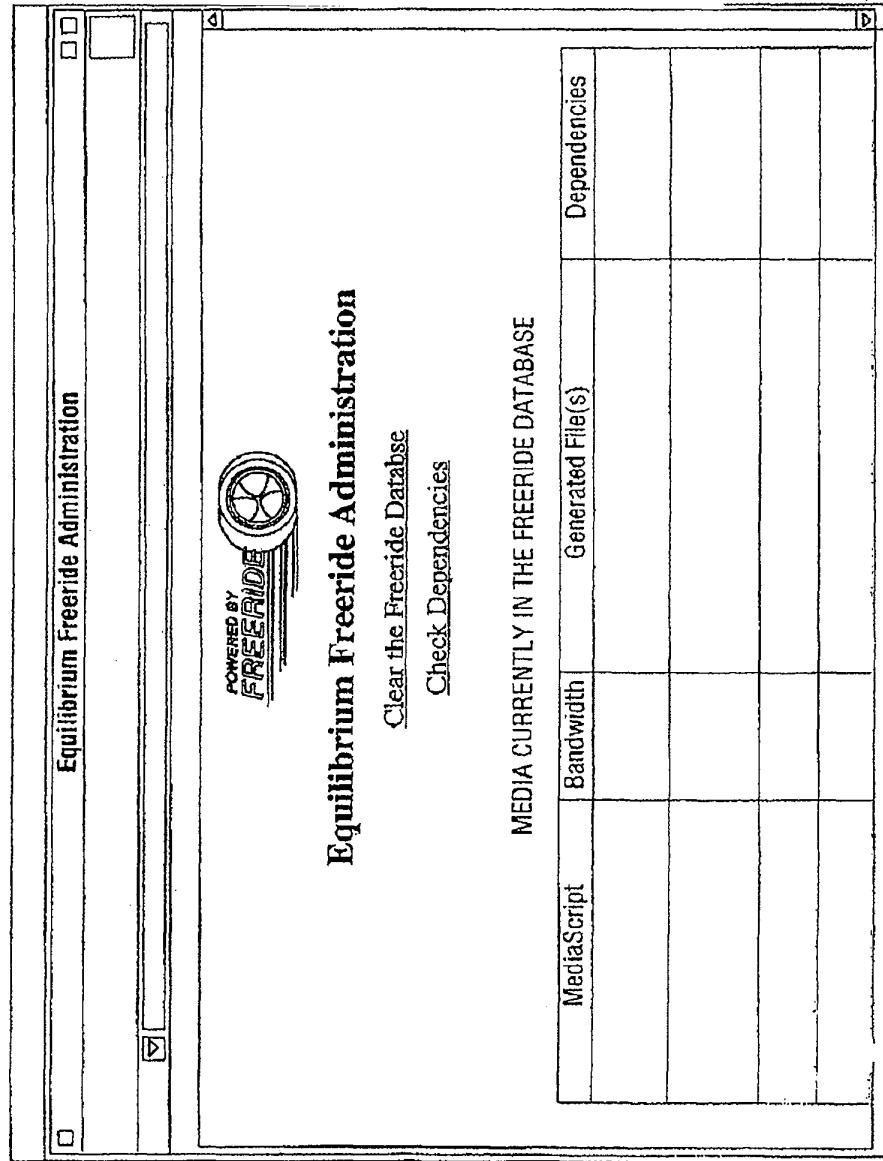 Equilibrium Freeride Administration
POWERED BY
FREERIDE
Equilibrium Freeride Administration
Clear the Freeride Databse
Check Dependencies
MEDIA CURRENTLY IN THE FREERIDE DATABASE
MediaScript Bandwidth Generated File(s) Dependencies